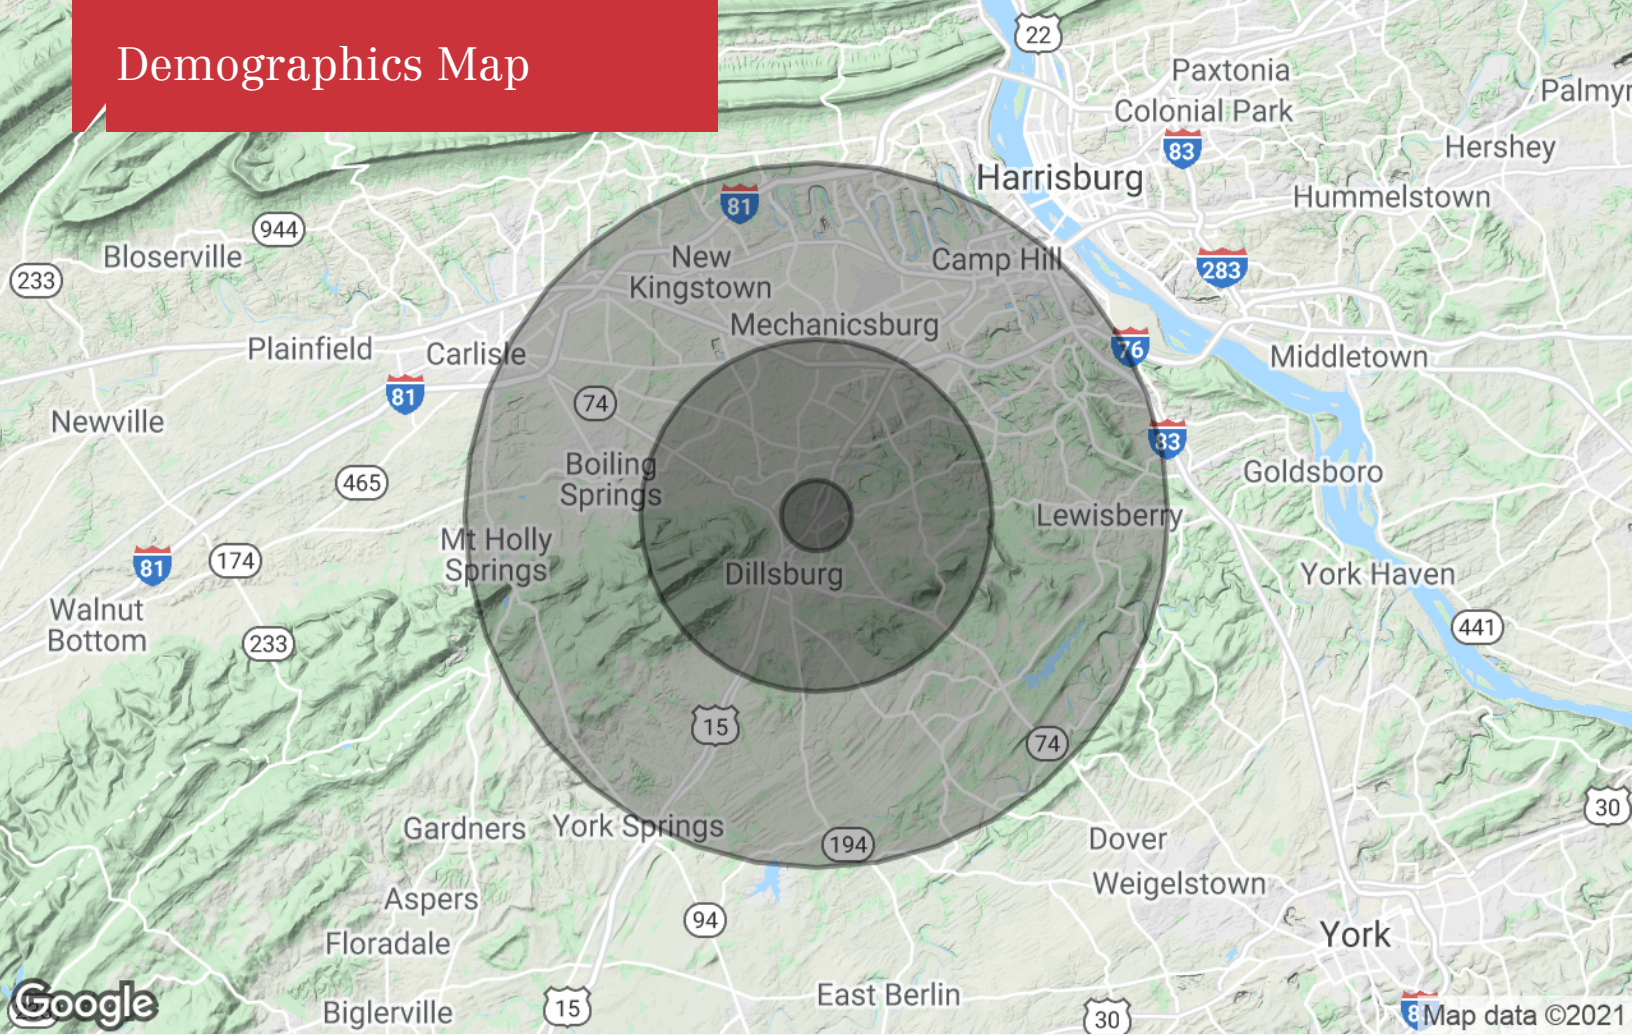 Demographics Map
22
Paxtonia
Colonial Park
83
Hershey
Harrisburg
Hummelstown
81
944
Bloserville
233
New
Kingstown
Camp Hill
283
Mechanicsburg
Plainfield
Carlisle
76
Middletown
81
74
Newville
83
Boiling
Springs
465
Goldsboro
Lewisberry
Mt Holly
Springs
81
174
Dillsburg
York Haven
Walnut
Bottom
233
441
15
74
30
Gardners
York Springs
194
Dover
Weigelstown
Aspers
94
York
Floradale
East Berlin
Biglerville
15
30
Google
Map data ©2021